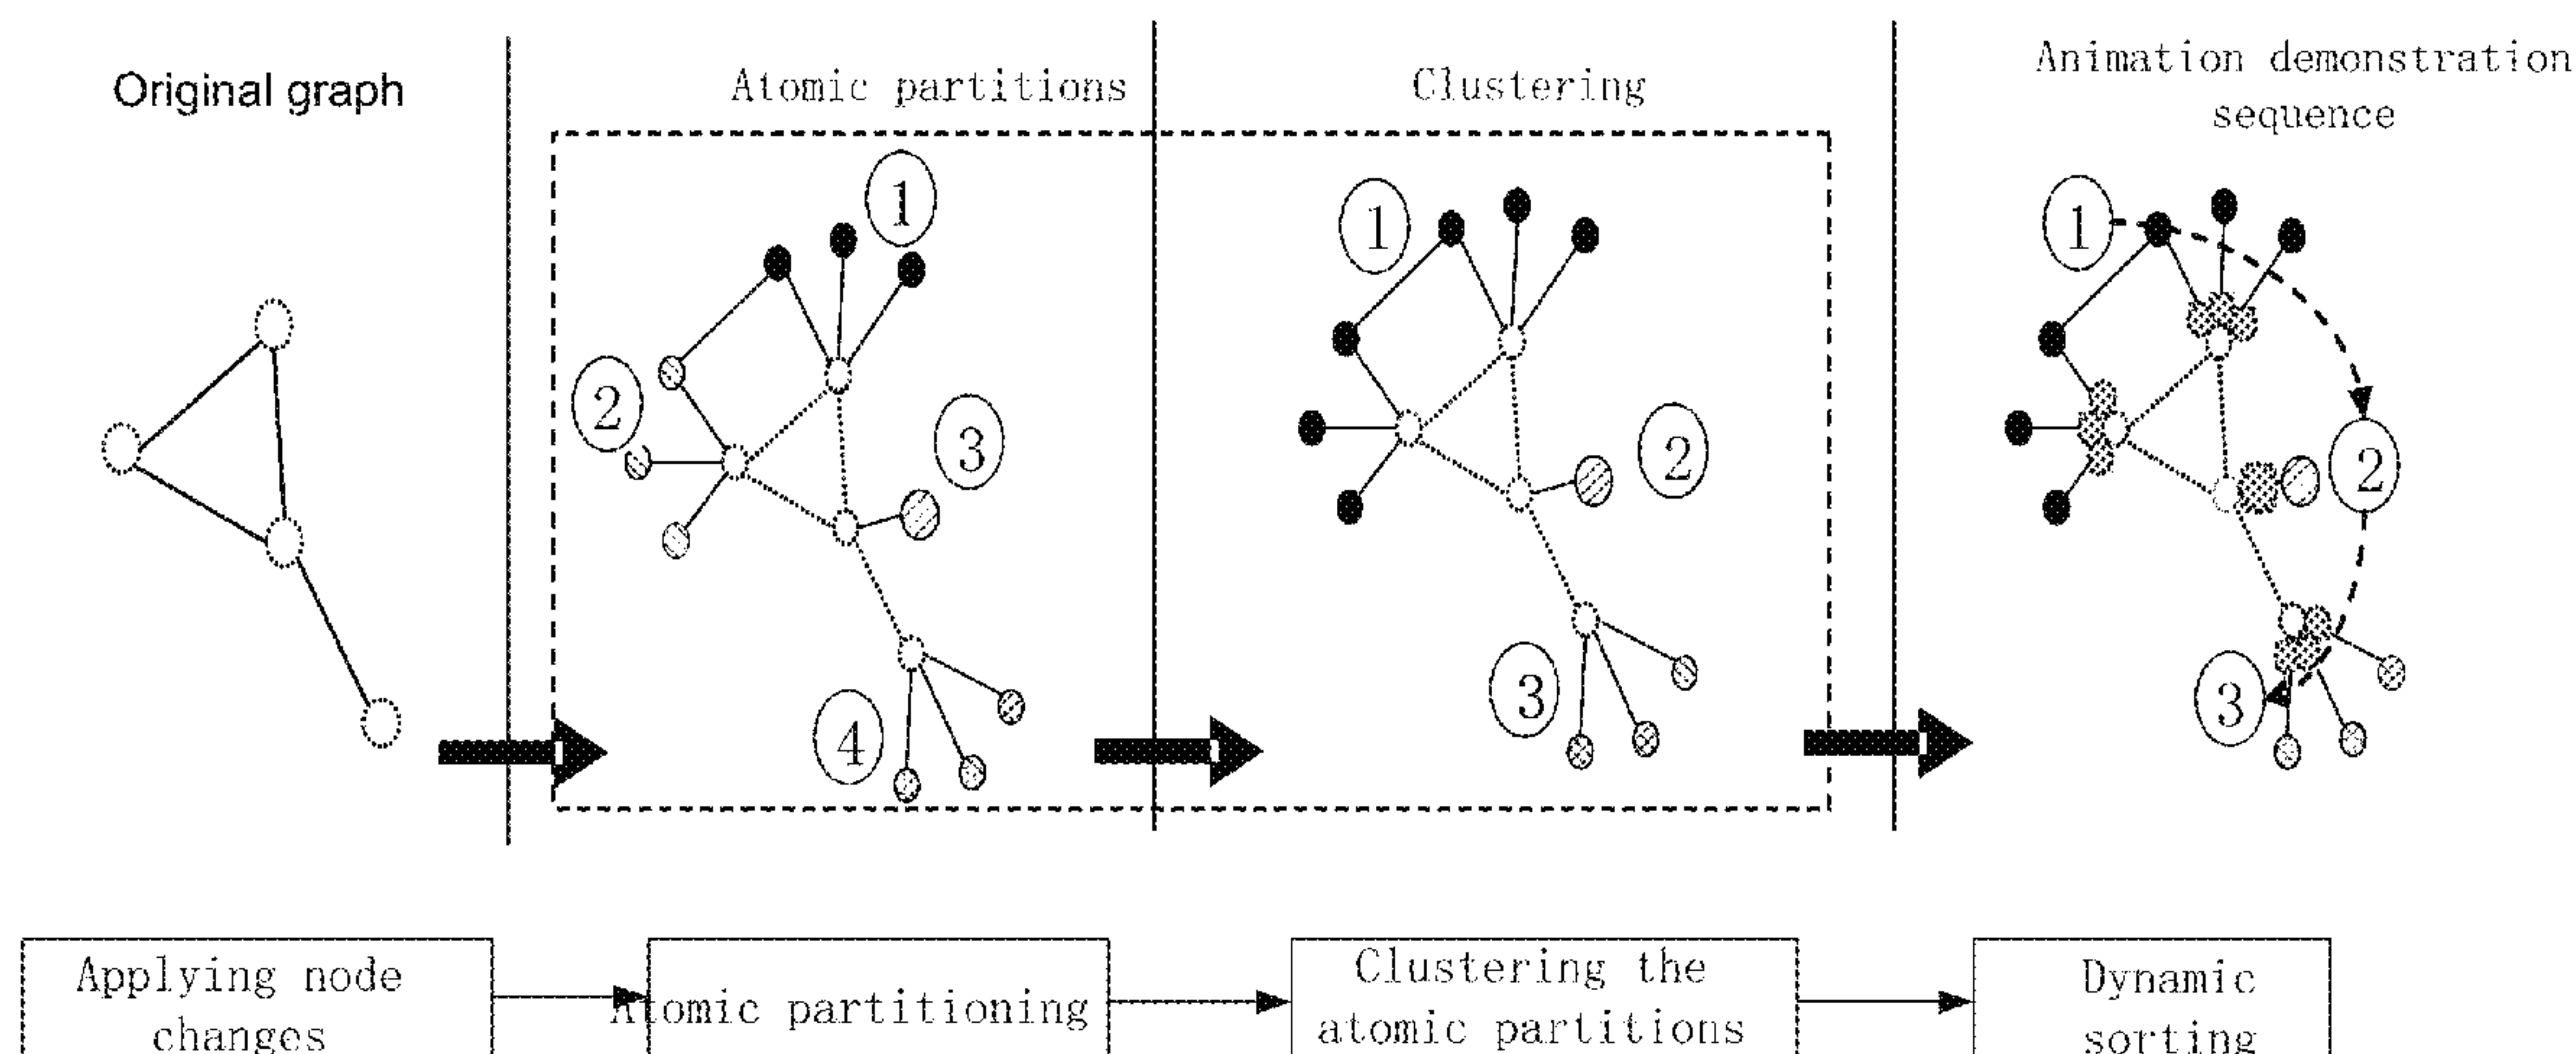 Original graph
Atomic partitions
Clustering
Animation demonstration
sequence
1
2
3
4
1
2
3
1
2
3
Applying node
changes
Atomic partitioning
Clustering the
atomic partitions
Dynamic
sorting